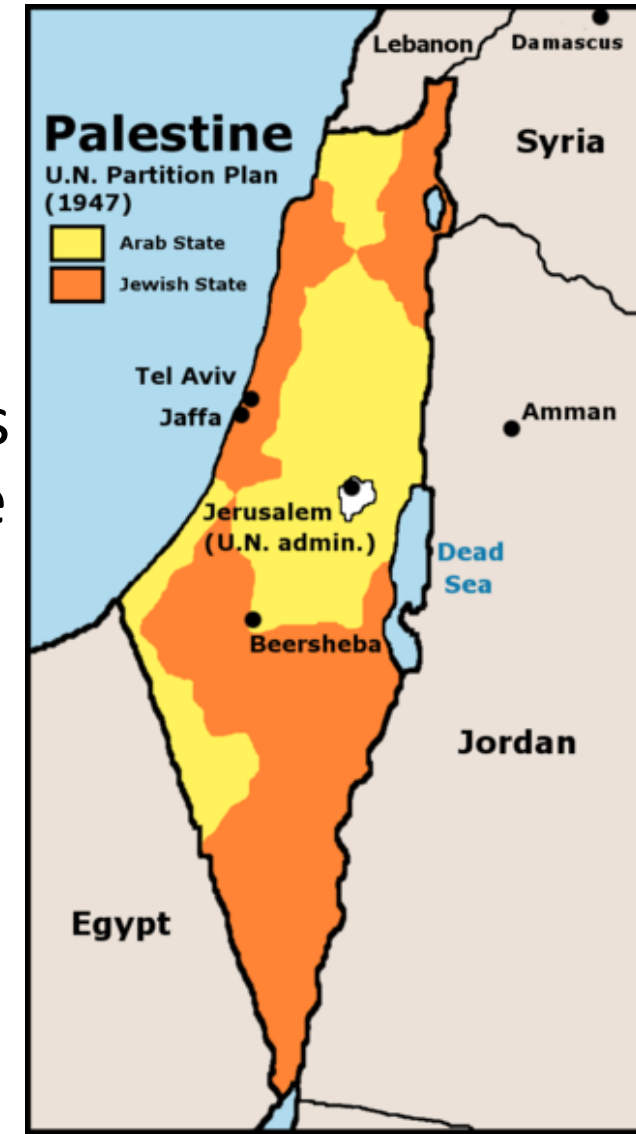 Lebanon
Damascus
Palestine
U.N. Partition Plan
(1947)
Arab State
Jewish State
Syria
Tel Aviv
Jaffa
Amman
s
e
Jerusalem
(U.N. admin.)
Dead
Sea
Beersheba
Jordan
Egypt